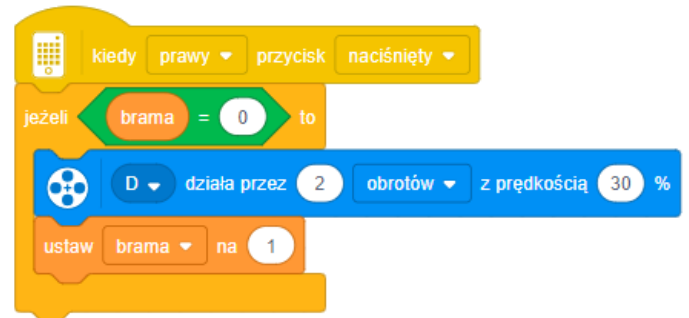 kiedy prawy przycisk naciśnięty
jeżeli brama = 0 to
D działa przez 2 obrotów z prędkością 30 %
ustaw brama na 1